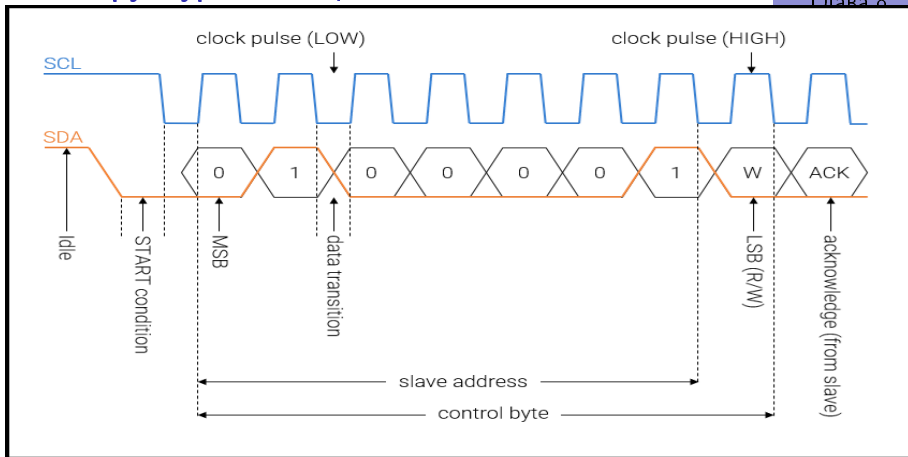 clock pulse (LOW)
clock pulse (HIGH)
SCL
SDA
0
1
0
0
0
0
1
W
ACK
Idle
START condition
MSB
data transition
LSB (R/W)
acknowledge (from slave)
slave address
control byte